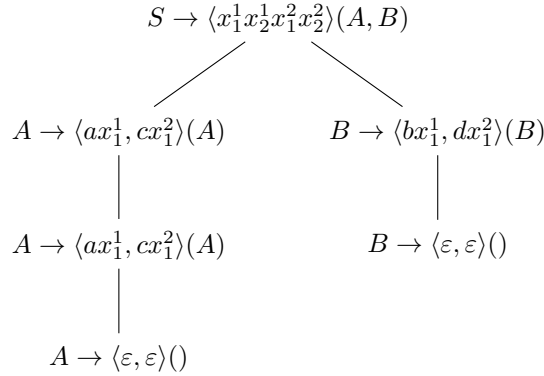 S → ⟨x₁¹x₂¹x₁²x₂²⟩(A, B)
A → ⟨ax₁¹, cx₁²⟩(A) B → ⟨bx₁¹, dx₁²⟩(B)
A → ⟨ax₁¹, cx₁²⟩(A) B → ⟨ε, ε⟩()
A → ⟨ε, ε⟩()